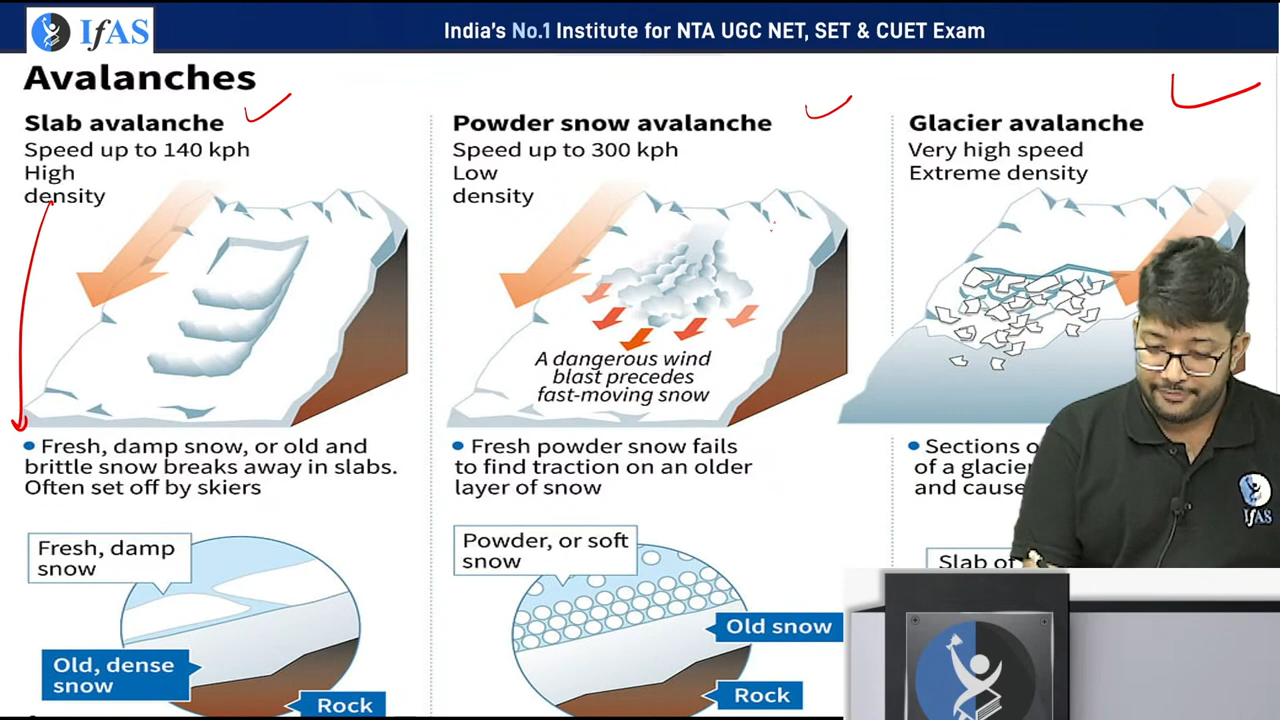 IfAS
India's No.1 Institute for NTA UGC NET, SET & CUET Exam
Avalanches
Slab avalanche
Speed up to 140 kph
High
density
Fresh, damp snow, or old and
brittle snow breaks away in slabs.
Often set off by skiers
Fresh, damp
snow
Old, dense
snow
Rock
Powder snow avalanche
Speed up to 300 kph
Low
density
A dangerous wind
blast precedes
fast-moving snow
Fresh powder snow fails
to find traction on an older
layer of snow
Powder, or soft
snow
Old snow
Rock
Glacier avalanche
Very high speed
Extreme density
Sections
of a glacier
and cause
Slab of
IfAS